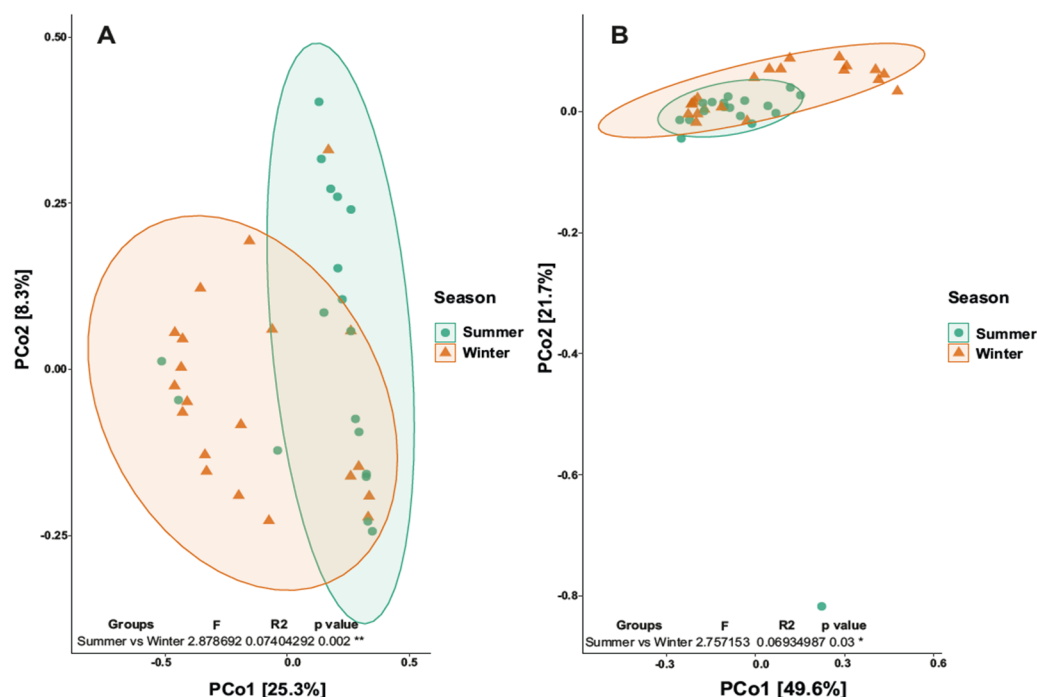 A
0.50
0.25
0.00
-0.25
PCo2 [8.3%]
Season
Summer
Winter
Groups F R2 p value
Summer vs Winter 2.878692 0.07404292 0.002 **
-0.5 0.0 0.5
PCo1 [25.3%]
B
0.0
-0.2
-0.4
-0.6
-0.8
PCo2 [21.7%]
Season
Summer
Winter
Groups F R2 p value
Summer vs Winter 2.757153 0.06934987 0.03 *
-0.3 0.0 0.3 0.6
PCo1 [49.6%]